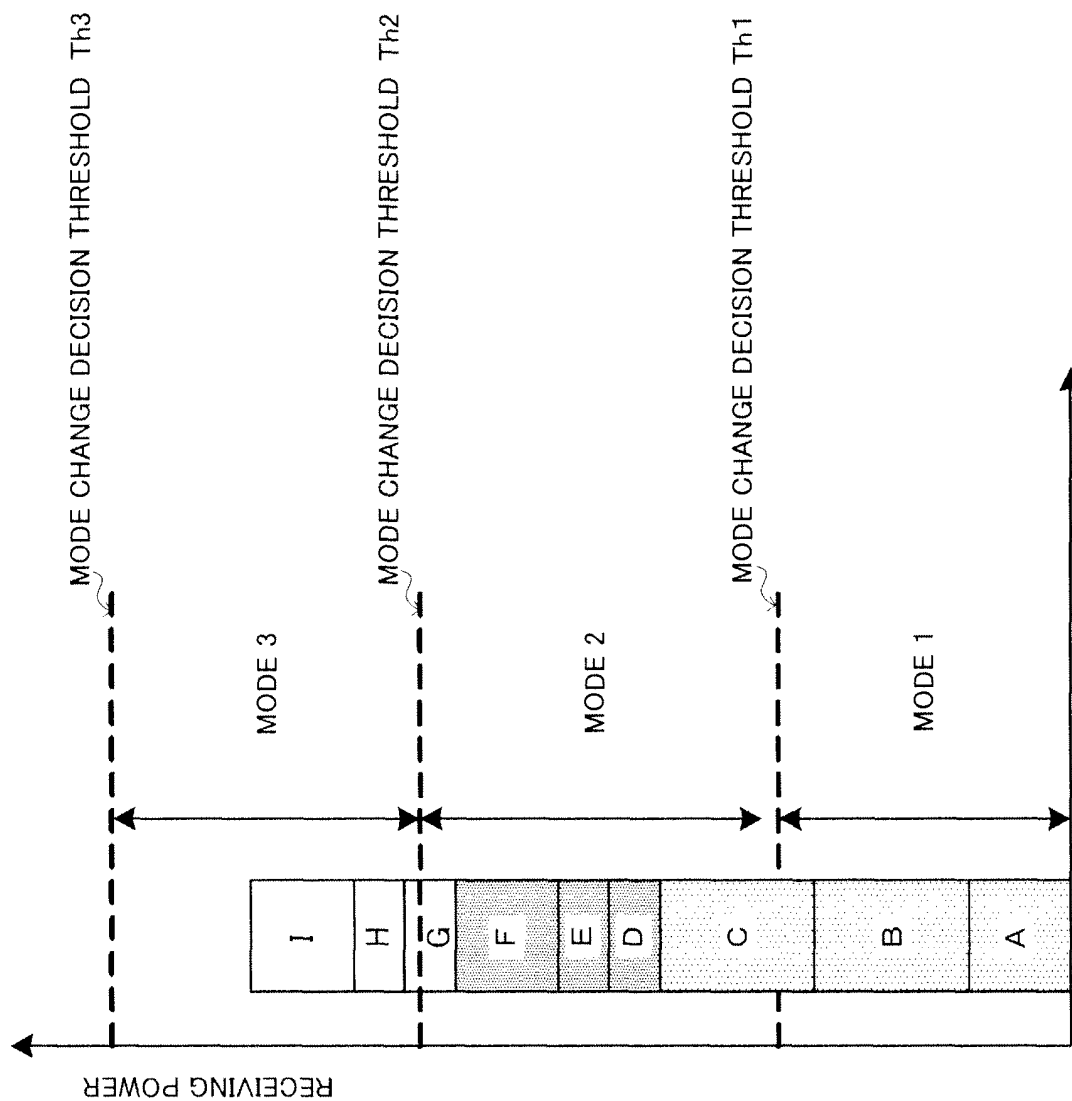 RECEIVING POWER
MODE CHANGE DECISION THRESHOLD Th3
MODE 3
MODE CHANGE DECISION THRESHOLD Th2
MODE 2
MODE CHANGE DECISION THRESHOLD Th1
MODE 1
I
H
G
F
E
D
C
B
A